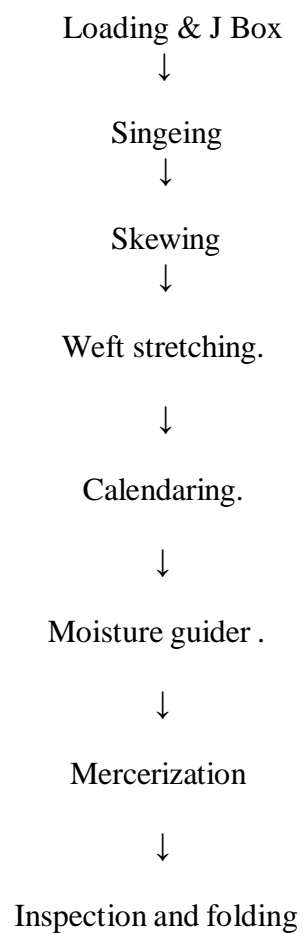 Loading & J Box
↓
Singeing
↓
Skewing
↓
Weft stretching.
↓
Calendaring.
↓
Moisture guider .
↓
Mercerization
↓
Inspection and folding